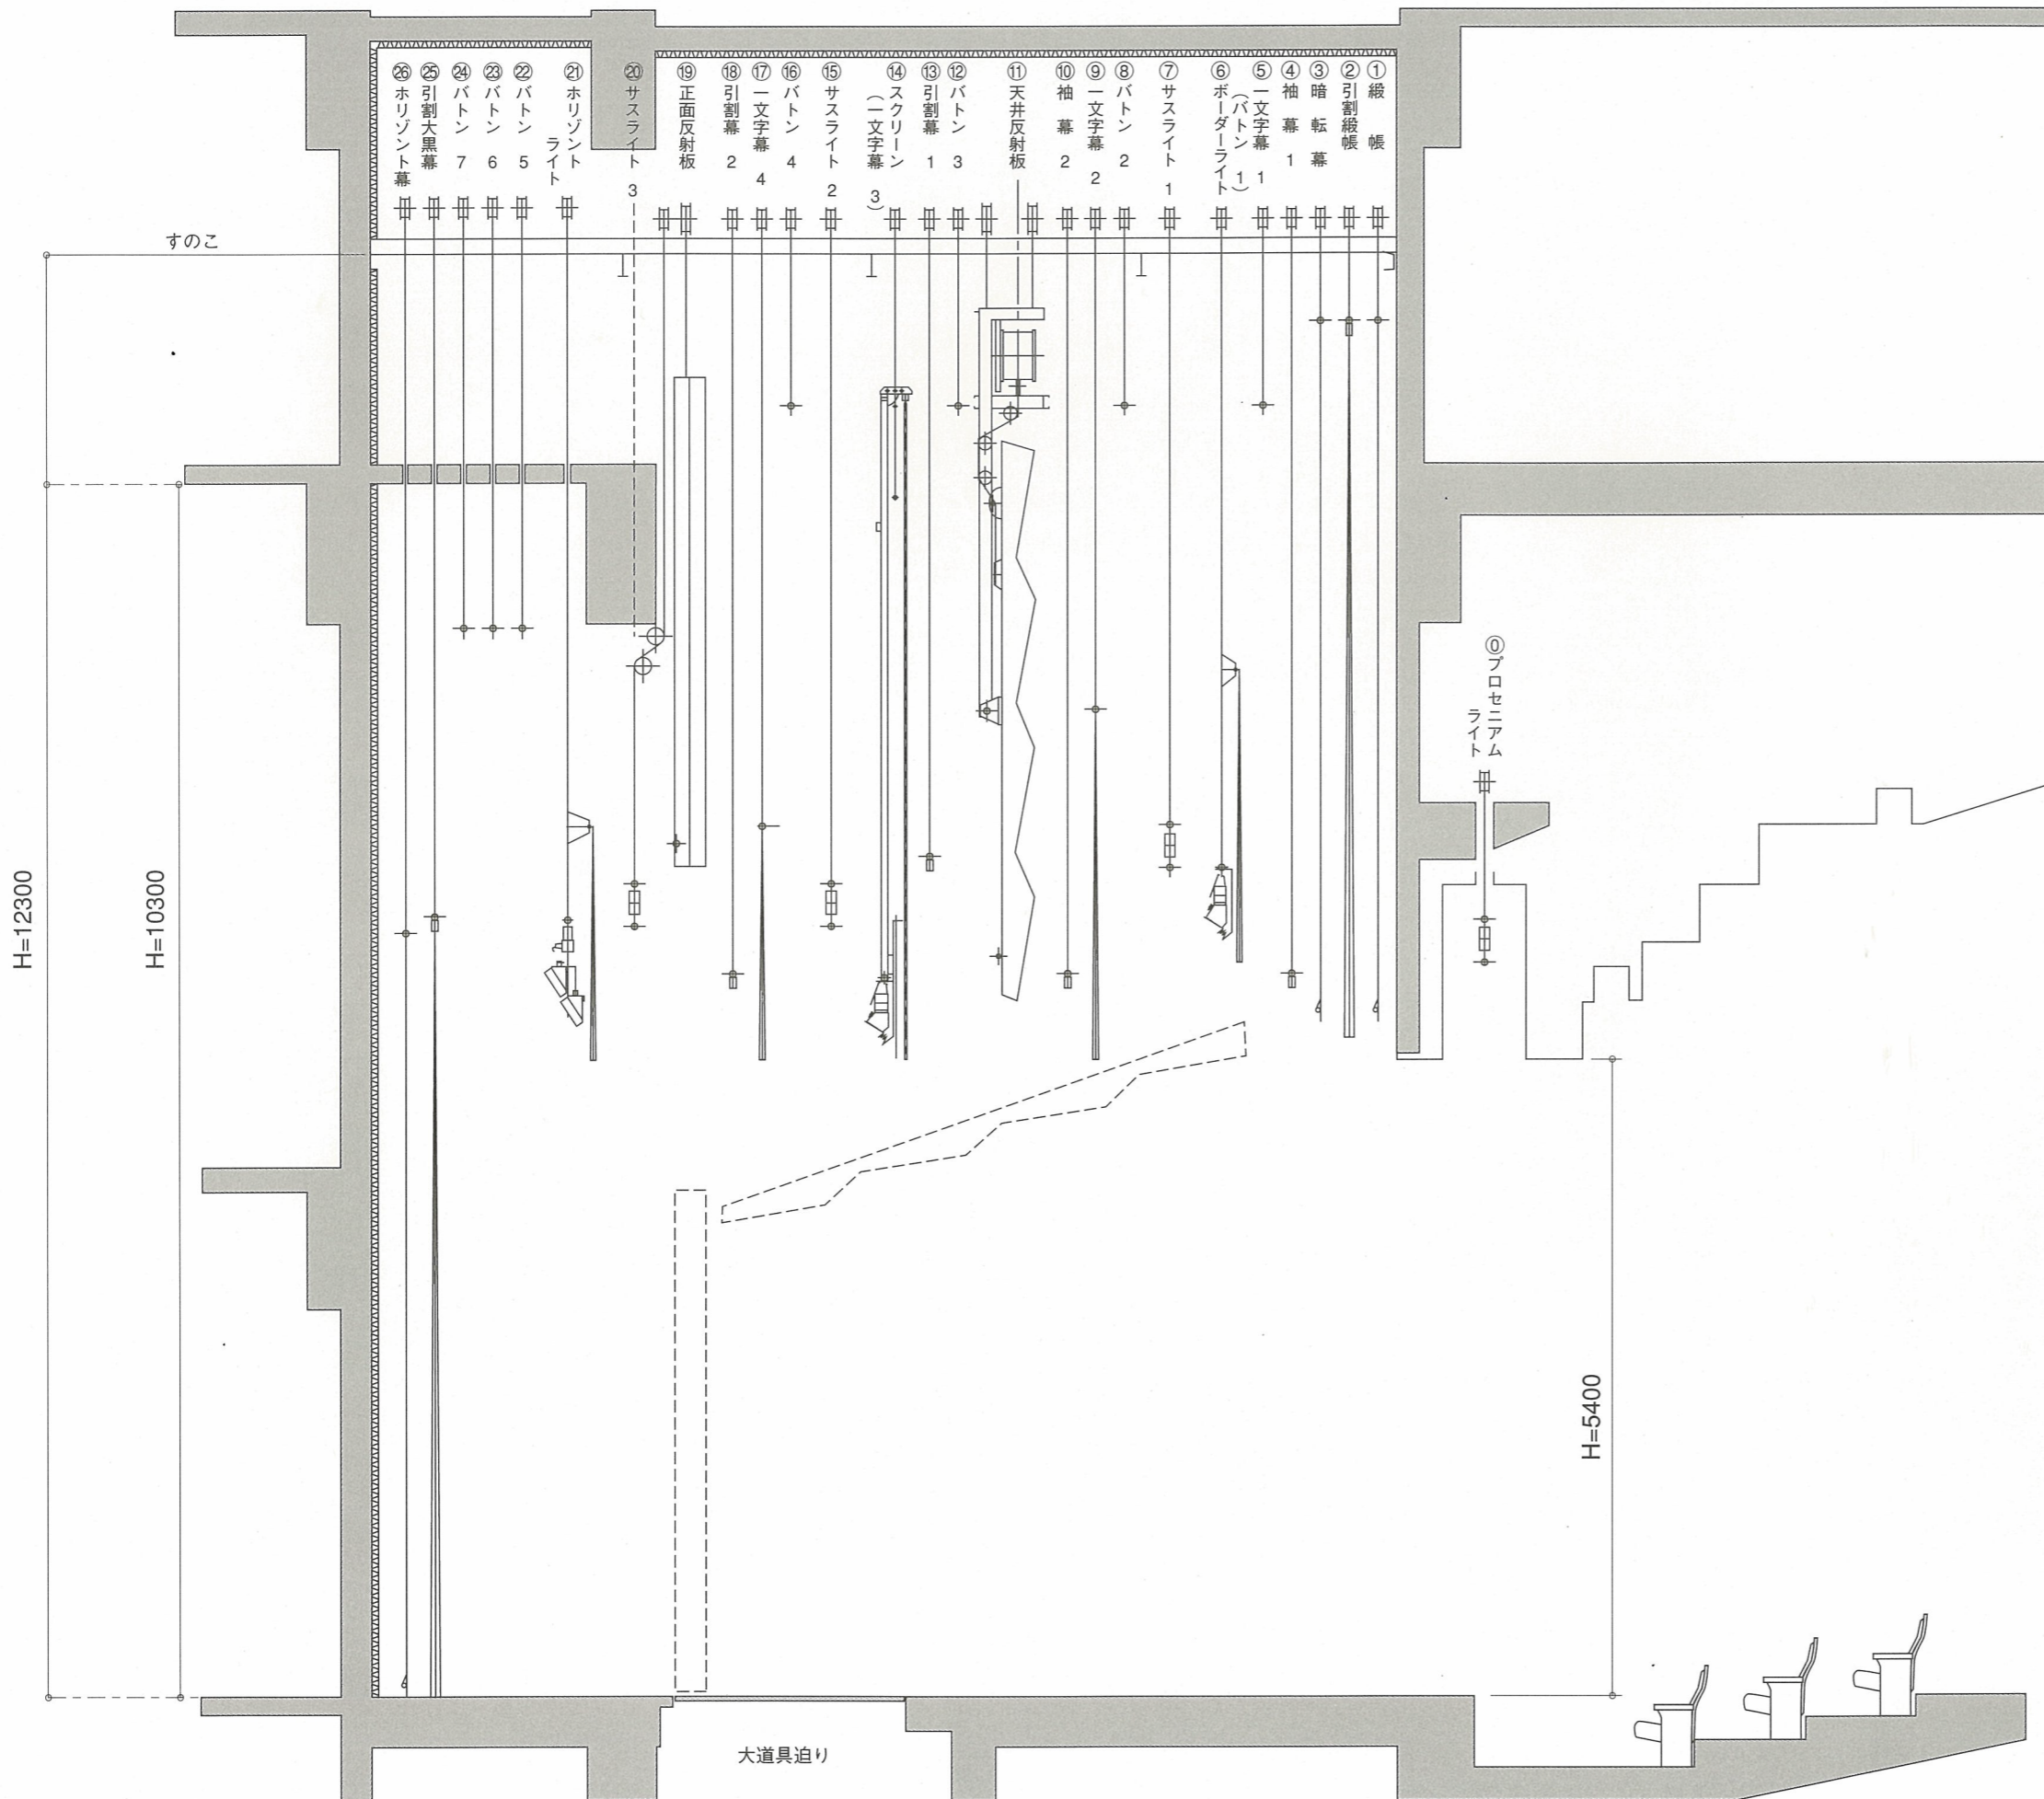 ㉖ホリゾント幕
㉕引割大黒幕
㉔バトン 7
㉓バトン 6
㉒バトン 5
㉑ホリゾント
ライト
⑳サスライト 3
⑲正面反射板
⑱引割幕 2
⑰一文字幕 4
⑯バトン 4
⑮サスライト 2
⑭スクリーン
（一文字幕 3）
⑬引割幕 1
⑫バトン 3
⑪天井反射板
⑩袖幕 2
⑨一文字幕 2
⑧バトン 2
⑦サスライト 1
⑥ボーダーライト
⑤一文字幕 1
（バトン 1）
④袖幕 1
③暗転幕
②引割緞帳
①緞帳
すのこ
⓪プロセニアム
ライト
H=12300
H=10300
H=5400
大道具迫り